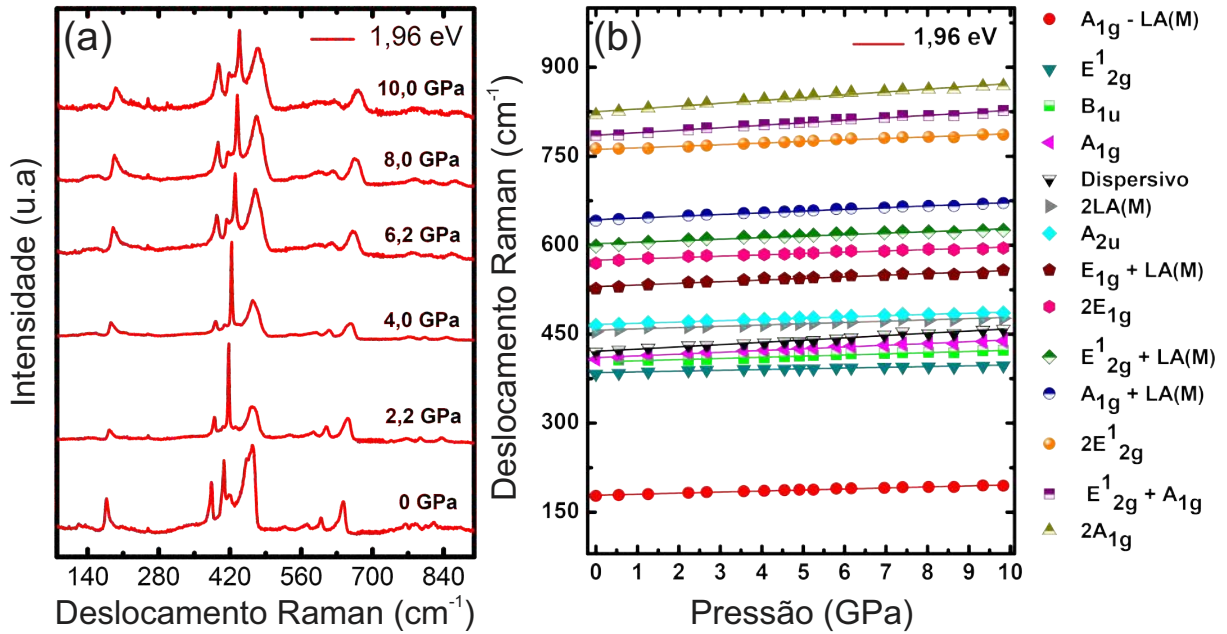 (a)
1,96 eV
10,0 GPa
8,0 GPa
6,2 GPa
4,0 GPa
2,2 GPa
0 GPa
Intensidade (u.a)
140 280 420 560 700 840
Deslocamento Raman (cm⁻¹)
(b)
1,96 eV
900
750
600
450
300
150
Deslocamento Raman (cm⁻¹)
0 1 2 3 4 5 6 7 8 9 10
Pressão (GPa)
A₁g - LA(M)
E¹₂g
B₁u
A₁g
Dispersivo
2LA(M)
A₂u
E₁g + LA(M)
2E₁g
E¹₂g + LA(M)
A₁g + LA(M)
2E¹₂g
E¹₂g + A₁g
2A₁g